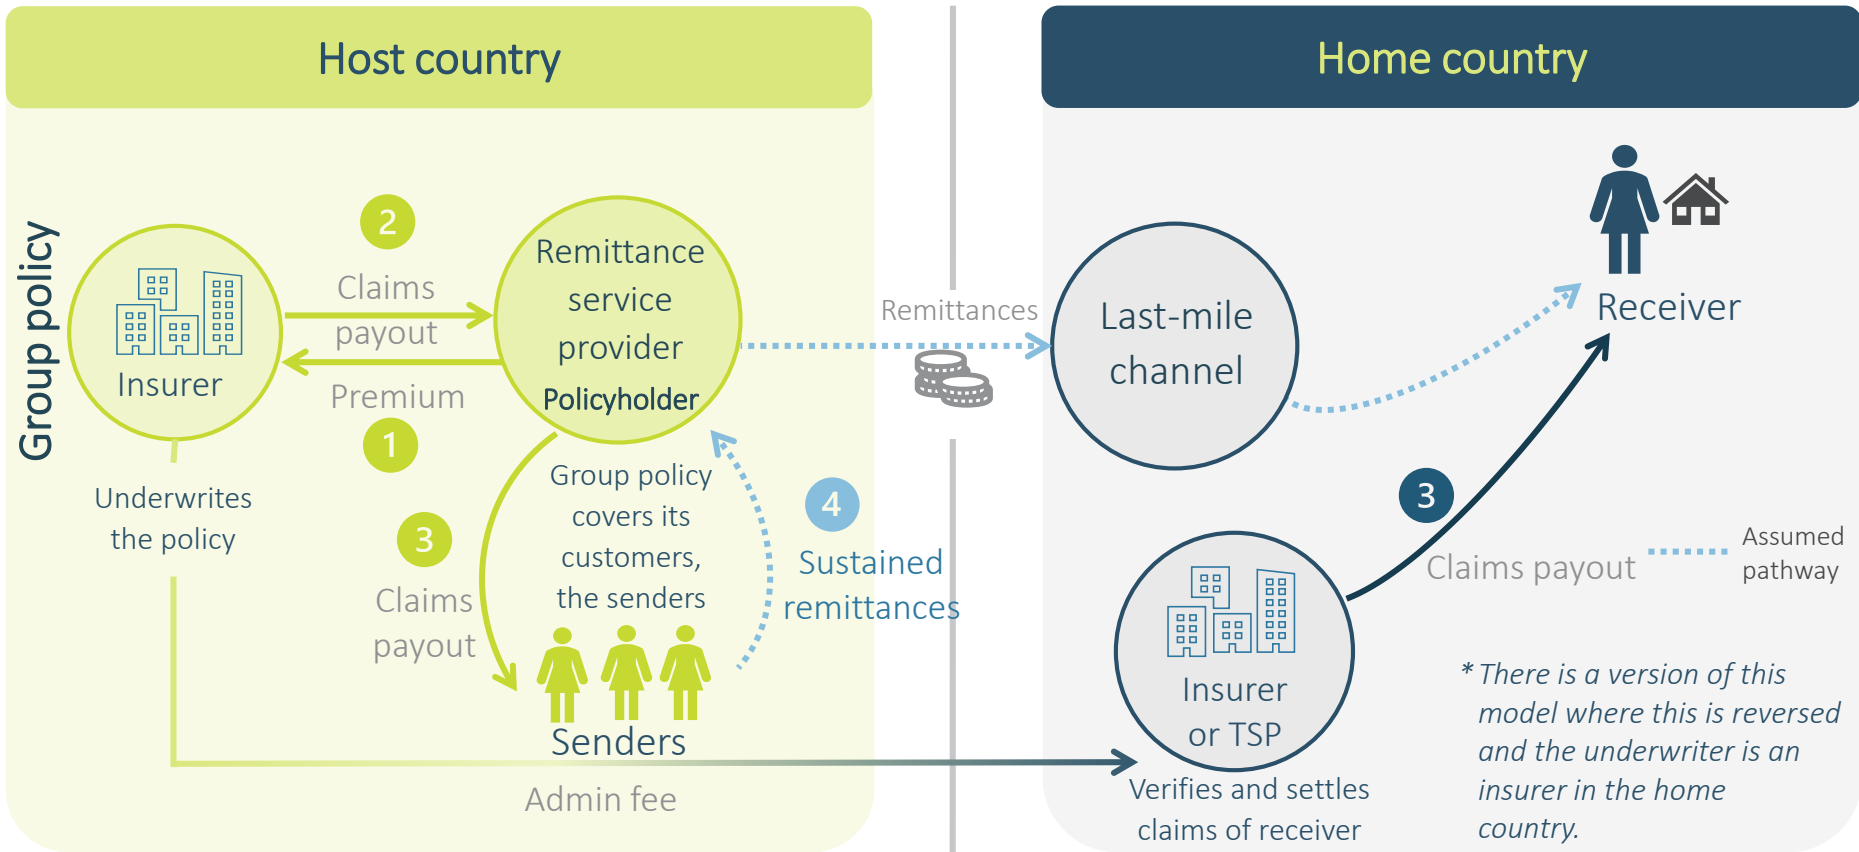 Host country
Home country
Group policy
2
Claims
payout
Premium
1
Insurer
Underwrites
the policy
Remittance
service
provider
Policyholder
3
Claims
payout
Group policy
covers its
customers,
the senders
Senders
4
Sustained
remittances
Admin fee
Remittances
Last-mile
channel
Receiver
3
Claims payout
Assumed
pathway
Insurer
or TSP
Verifies and settles
claims of receiver
* There is a version of this
model where this is reversed
and the underwriter is an
insurer in the home
country.